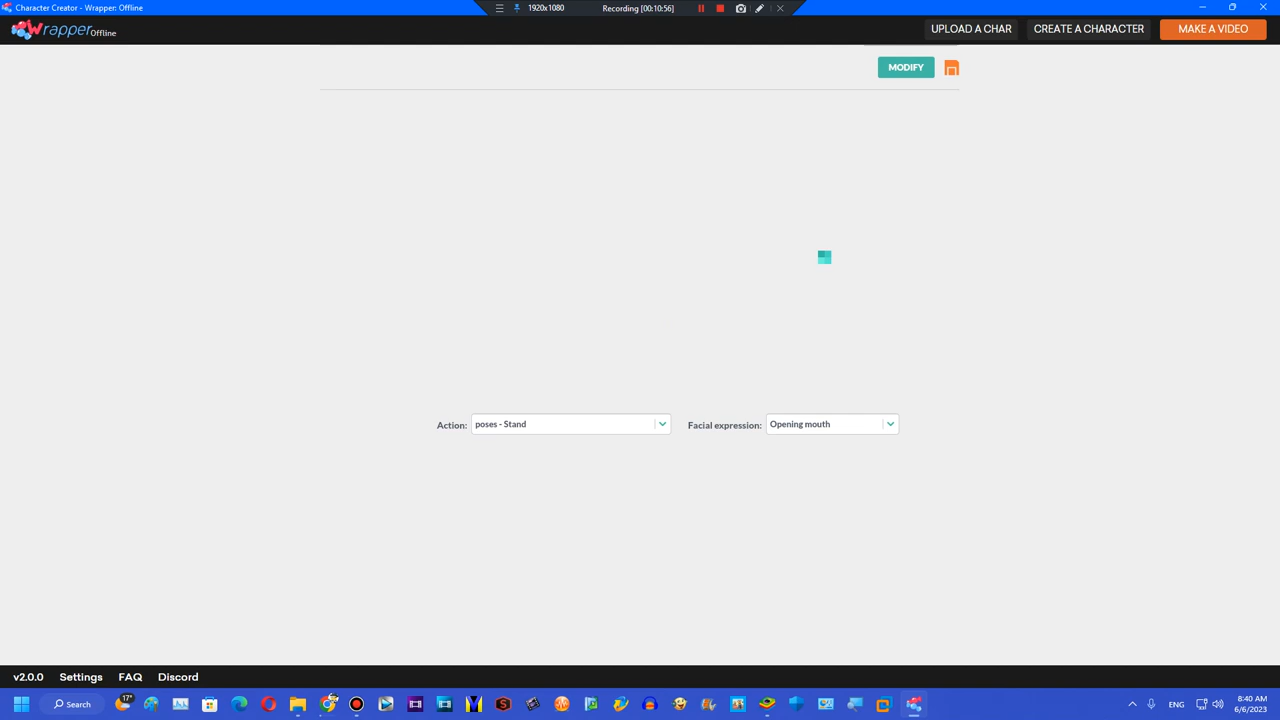 Character Creator - Wrapper: Offline
1920x1080
Recording [00:10:56]
Wrapper Offline
UPLOAD A CHAR
CREATE A CHARACTER
MAKE A VIDEO
MODIFY
Action:
poses - Stand
Facial expression:
Opening mouth
v2.0.0
Settings
FAQ
Discord
17°
Search
ENG
8:40 AM
6/6/2023